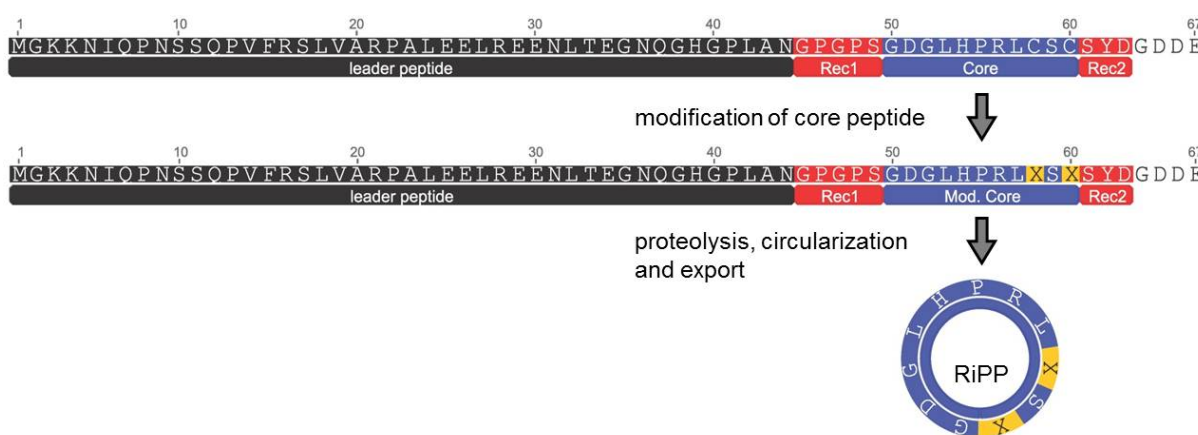 1 10 20 30 40 50 60 67
MGKKNIQPNSSQPVFRSLVARPALEELREENLTEGNQGHGPLANGPGPSGDGLHPRLCSCSYDGDDE
leader peptide Rec1 Core Rec2
modification of core peptide
1 10 20 30 40 50 60 67
MGKKNIQPNSSQPVFRSLVARPALEELREENLTEGNQGHGPLANGPGPSGDGLHPRLXSXSYDGDDE
leader peptide Rec1 Mod. Core Rec2
proteolysis, circularization
and export
GDGLHPRLXSX
RiPP